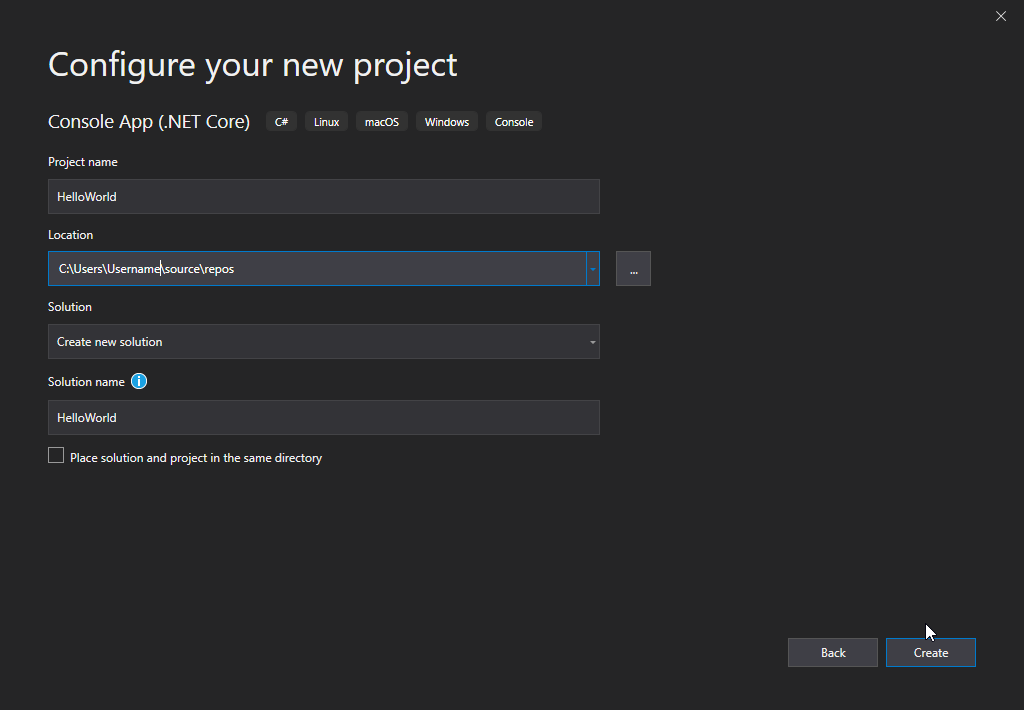 Configure your new project
Console App (.NET Core) C# Linux macOS Windows Console
Project name
HelloWorld
Location
C:\Users\Username\source\repos
...
Solution
Create new solution
Solution name i
HelloWorld
Place solution and project in the same directory
Back Create